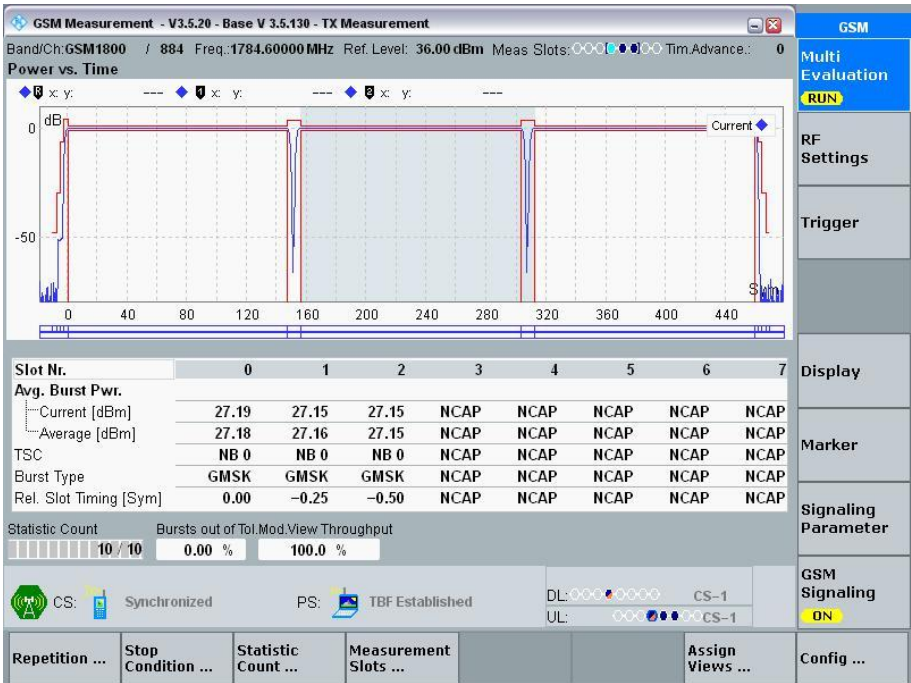 GSM Measurement - V3.5.20 - Base V 3.5.130 - TX Measurement
GSM
Band/Ch:GSM1800 / 884 Freq.:1784.60000 MHz Ref. Level: 36.00 dBm Meas Slots: Tim.Advance.: 0
Power vs. Time
Multi Evaluation
RUN
R x: y: --- 1 x: y: --- 2 x: y: ---
dB
Current
0
-50
Sym
0 40 80 120 160 200 240 280 320 360 400 440
RF Settings
Trigger
Slot Nr. 0 1 2 3 4 5 6 7
Avg. Burst Pwr.
Current [dBm] 27.19 27.15 27.15 NCAP NCAP NCAP NCAP NCAP
Average [dBm] 27.18 27.16 27.15 NCAP NCAP NCAP NCAP NCAP
TSC NB 0 NB 0 NB 0 NCAP NCAP NCAP NCAP NCAP
Burst Type GMSK GMSK GMSK NCAP NCAP NCAP NCAP NCAP
Rel. Slot Timing [Sym] 0.00 -0.25 -0.50 NCAP NCAP NCAP NCAP NCAP
Display
Marker
Signaling Parameter
Statistic Count Bursts out of Tol. Mod.View Throughput
10 / 10 0.00 % 100.0 %
CS: Synchronized PS: TBF Established
DL: CS-1
UL: CS-1
GSM Signaling
ON
Repetition ...
Stop Condition ...
Statistic Count ...
Measurement Slots ...
Assign Views ...
Config ...